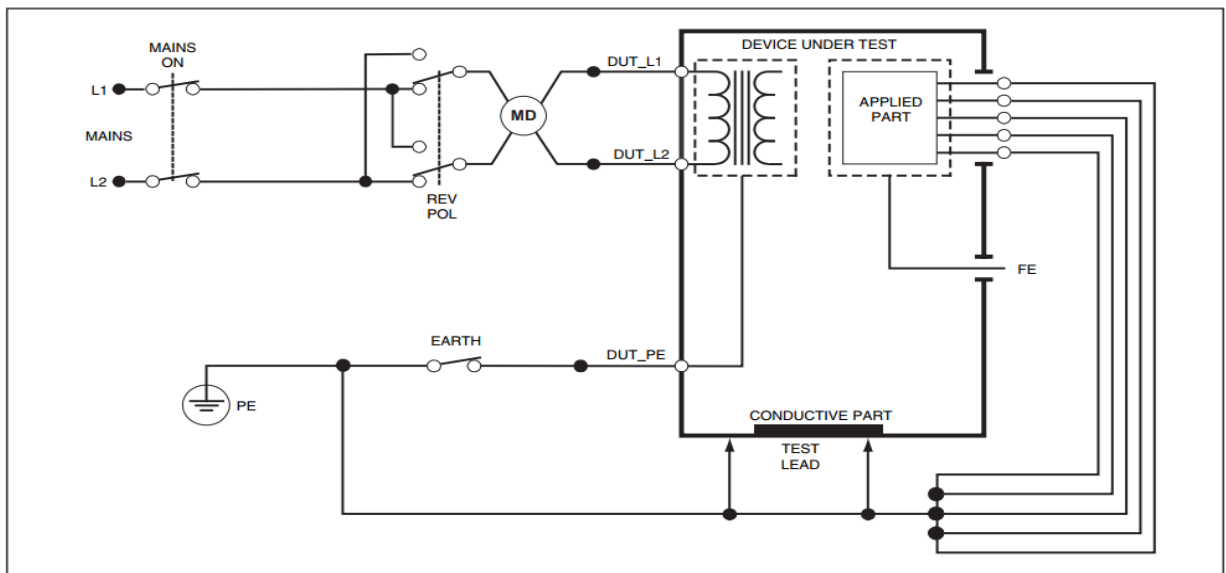 MAINS
ON
L1
MAINS
L2
REV
POL
MD
DUT_L1
DUT_L2
DEVICE UNDER TEST
APPLIED
PART
FE
EARTH
DUT_PE
PE
CONDUCTIVE PART
TEST
LEAD